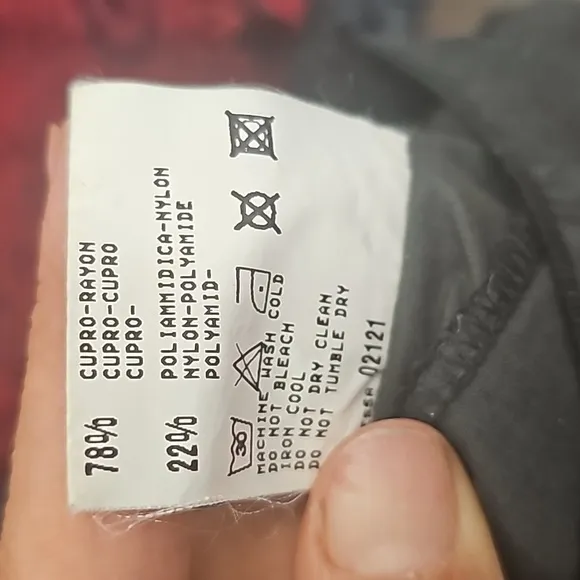 78% CUPRO-RAYON
CUPRO-CUPRO
CUPRO-
22% POLIAMMIDICA-NYLON
NYLON-POLYAMIDE
POLYAMID-
30
MACHINE WASH COLD
DO NOT BLEACH
IRON COOL
DO NOT DRY CLEAN
DO NOT TUMBLE DRY
02121